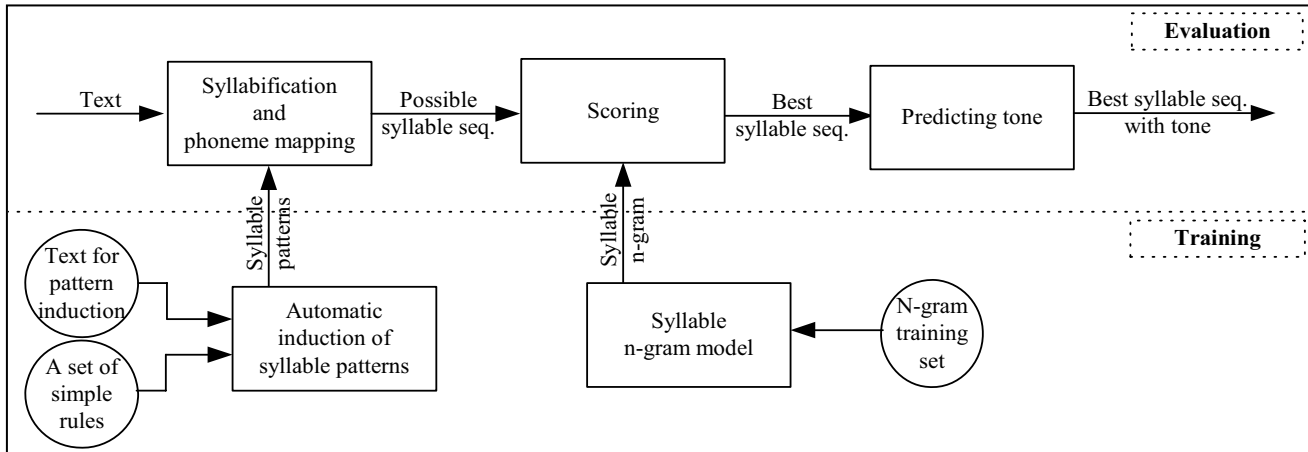 Evaluation
Text
Syllabification
and
phoneme mapping
Possible
syllable seq.
Scoring
Best
syllable seq.
Predicting tone
Best syllable seq.
with tone
Syllable
patterns
Syllable
n-gram
Training
Text for
pattern
induction
A set of
simple
rules
Automatic
induction of
syllable patterns
Syllable
n-gram model
N-gram
training
set